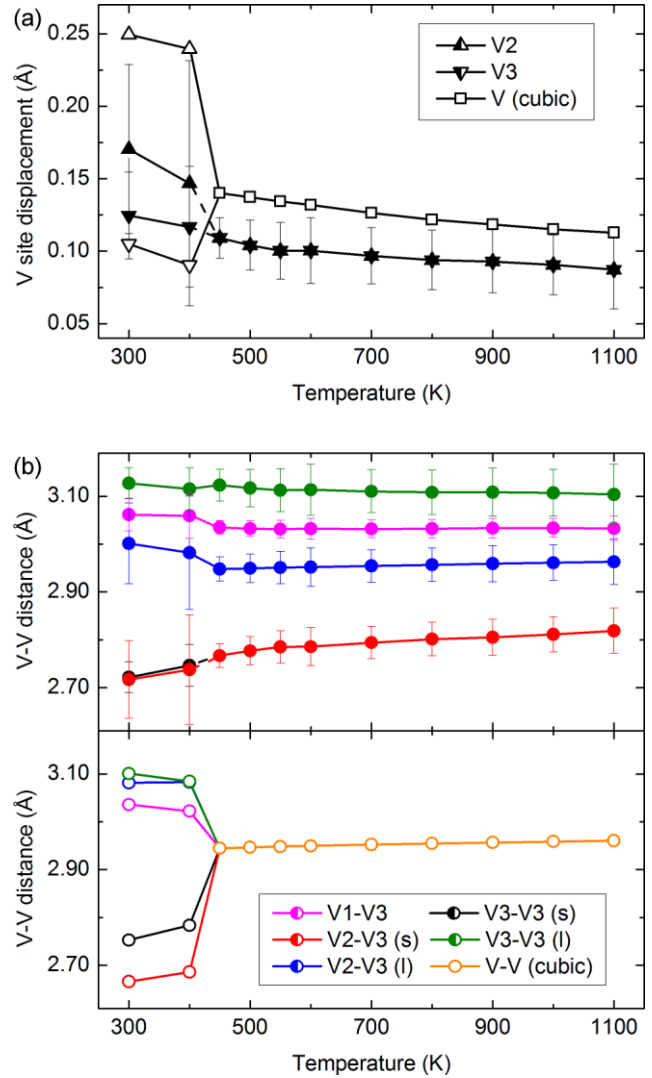 (a)
0.25
0.20
0.15
0.10
0.05
V site displacement (Å)
V2
V3
V (cubic)
300 500 700 900 1100
Temperature (K)
(b)
3.10
2.90
2.70
V-V distance (Å)
3.10
2.90
2.70
V-V distance (Å)
V1-V3 V3-V3 (s)
V2-V3 (s) V3-V3 (l)
V2-V3 (l) V-V (cubic)
300 500 700 900 1100
Temperature (K)